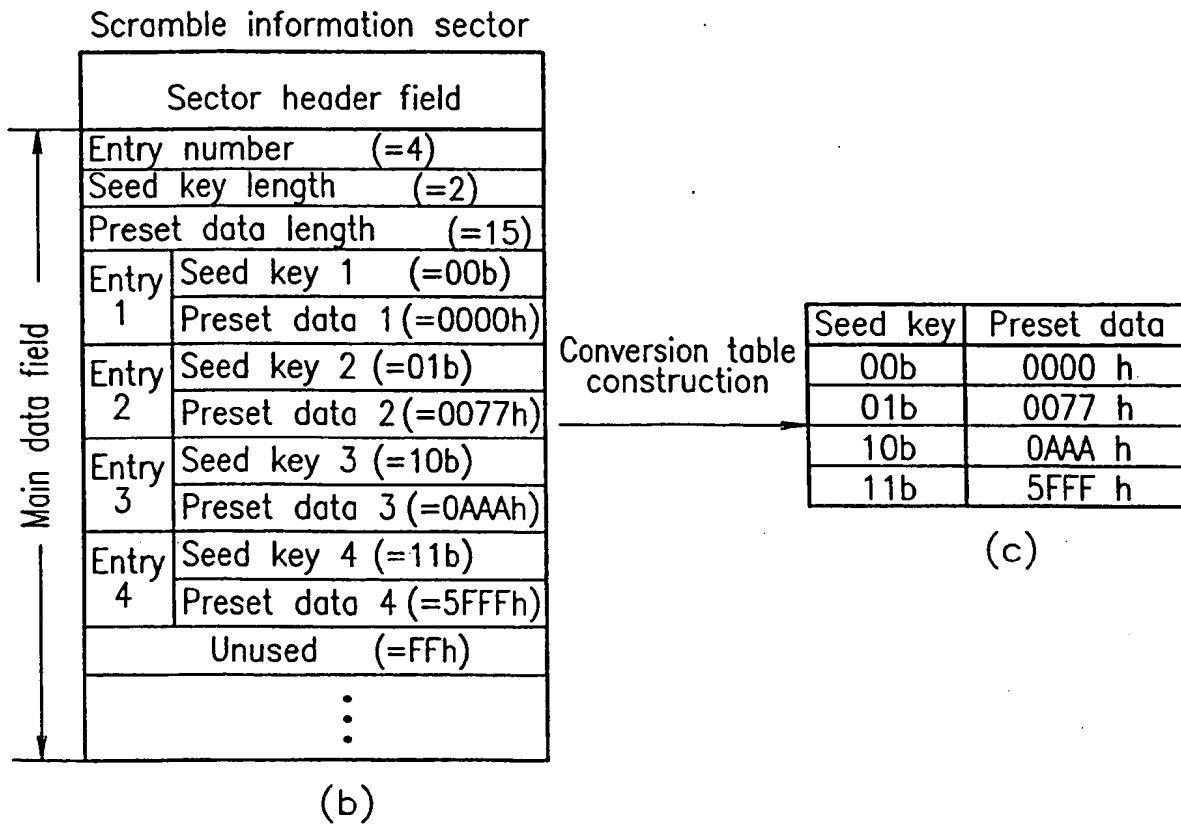 Scramble information sector
Sector header field
Main data field
Entry number (=4)
Seed key length (=2)
Preset data length (=15)
Entry 1
Seed key 1 (=00b)
Preset data 1 (=0000h)
Entry 2
Seed key 2 (=01b)
Preset data 2 (=0077h)
Entry 3
Seed key 3 (=10b)
Preset data 3 (=0AAAh)
Entry 4
Seed key 4 (=11b)
Preset data 4 (=5FFFh)
Unused (=FFh)
(b)
Conversion table
construction
Seed key Preset data
00b 0000 h
01b 0077 h
10b 0AAA h
11b 5FFF h
(c)